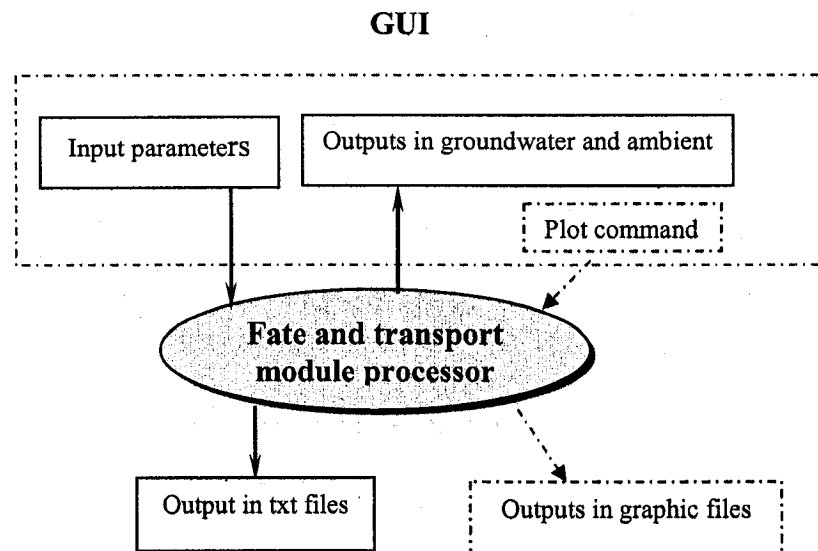 GUI
Input parameters
Outputs in groundwater and ambient
Plot command
Fate and transport
module processor
Output in txt files
Outputs in graphic files